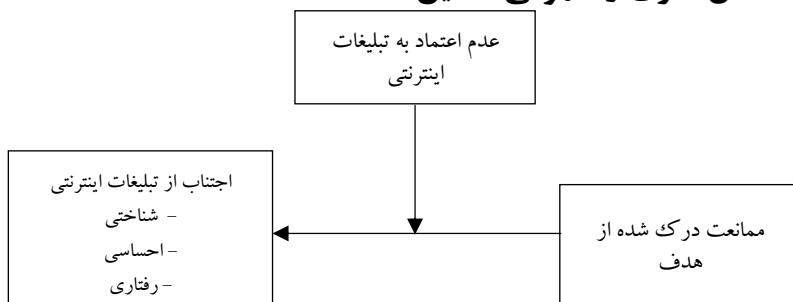 عدم اعتماد به تبلیغات
اینترنتی
اجتناب از تبلیغات اینترنتی
- شناختی
- احساسی
- رفتاری
ممانعت درک شده از
هدف